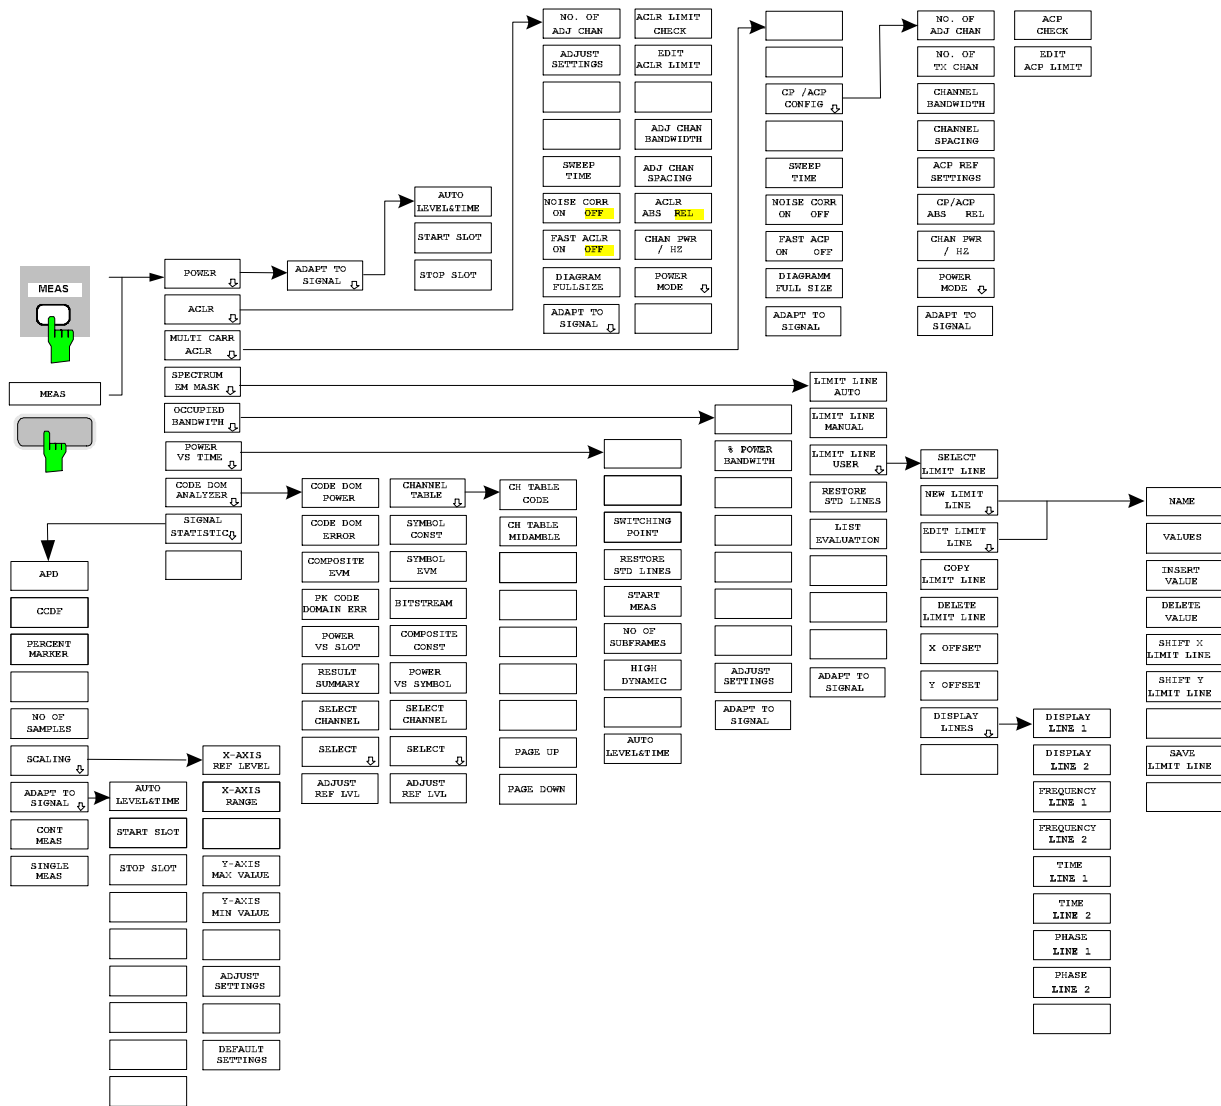 MEAS
MEAS
POWER
ACLR
MULTI CARR
ACLR
SPECTRUM
EM MASK
OCCUPIED
BANDWITH
POWER
VS TIME
CODE DOM
ANALYZER
SIGNAL
STATISTIC
ADAPT TO
SIGNAL
AUTO
LEVEL&TIME
START SLOT
STOP SLOT
NO. OF
ADJ CHAN
ADJUST
SETTINGS
SWEEP
TIME
NOISE CORR
ON OFF
FAST ACLR
ON OFF
DIAGRAM
FULLSIZE
ADAPT TO
SIGNAL
ACLR LIMIT
CHECK
EDIT
ACLR LIMIT
ADJ CHAN
BANDWIDTH
ADJ CHAN
SPACING
ACLR
ABS REL
CHAN PWR
/ HZ
POWER
MODE
CP /ACP
CONFIG
SWEEP
TIME
NOISE CORR
ON OFF
FAST ACP
ON OFF
DIAGRAMM
FULL SIZE
ADAPT TO
SIGNAL
NO. OF
ADJ CHAN
NO. OF
TX CHAN
CHANNEL
BANDWIDTH
CHANNEL
SPACING
ACP REF
SETTINGS
CP/ACP
ABS REL
CHAN PWR
/ HZ
POWER
MODE
ADAPT TO
SIGNAL
ACP
CHECK
EDIT
ACP LIMIT
LIMIT LINE
AUTO
LIMIT LINE
MANUAL
LIMIT LINE
USER
RESTORE
STD LINES
LIST
EVALUATION
ADAPT TO
SIGNAL
% POWER
BANDWITH
ADJUST
SETTINGS
ADAPT TO
SIGNAL
SWITCHING
POINT
RESTORE
STD LINES
START
MEAS
NO OF
SUBFRAMES
HIGH
DYNAMIC
AUTO
LEVEL&TIME
CODE DOM
POWER
CODE DOM
ERROR
COMPOSITE
EVM
PK CODE
DOMAIN ERR
POWER
VS SLOT
RESULT
SUMMARY
SELECT
CHANNEL
SELECT
ADJUST
REF LVL
CHANNEL
TABLE
SYMBOL
CONST
SYMBOL
EVM
BITSTREAM
COMPOSITE
CONST
POWER
VS SYMBOL
SELECT
CHANNEL
SELECT
ADJUST
REF LVL
CH TABLE
CODE
CH TABLE
MIDAMBLE
PAGE UP
PAGE DOWN
SELECT
LIMIT LINE
NEW LIMIT
LINE
EDIT LIMIT
LINE
COPY
LIMIT LINE
DELETE
LIMIT LINE
X OFFSET
Y OFFSET
DISPLAY
LINES
NAME
VALUES
INSERT
VALUE
DELETE
VALUE
SHIFT X
LIMIT LINE
SHIFT Y
LIMIT LINE
SAVE
LIMIT LINE
DISPLAY
LINE 1
DISPLAY
LINE 2
FREQUENCY
LINE 1
FREQUENCY
LINE 2
TIME
LINE 1
TIME
LINE 2
PHASE
LINE 1
PHASE
LINE 2
APD
CCDF
PERCENT
MARKER
NO OF
SAMPLES
SCALING
ADAPT TO
SIGNAL
CONT
MEAS
SINGLE
MEAS
AUTO
LEVEL&TIME
START SLOT
STOP SLOT
X-AXIS
REF LEVEL
X-AXIS
RANGE
Y-AXIS
MAX VALUE
Y-AXIS
MIN VALUE
ADJUST
SETTINGS
DEFAULT
SETTINGS